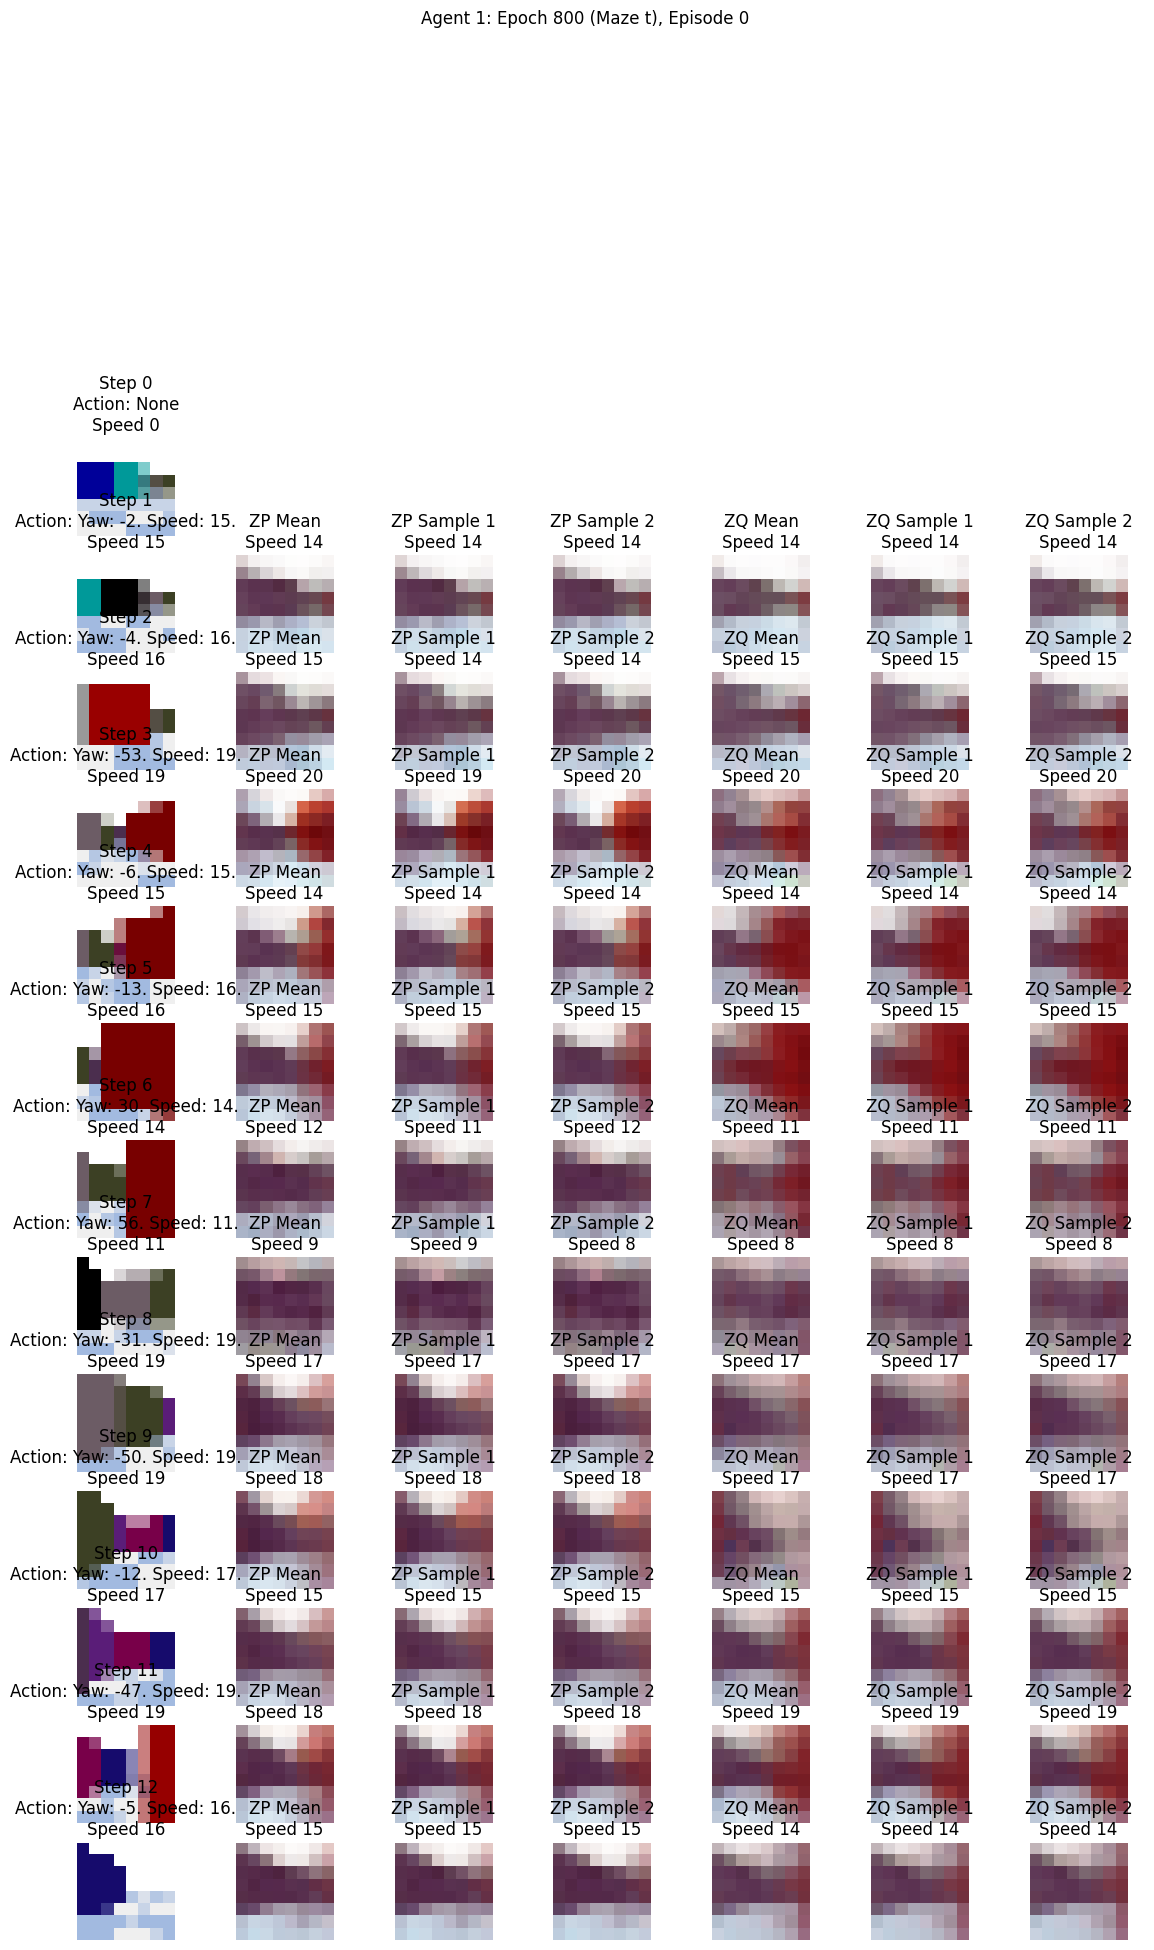 Agent 1: Epoch 800 (Maze t), Episode 0
Step 0
Action: None
Speed 0
Step 1
Action: Yaw: -2. Speed: 15.
Speed 15
ZP Mean
Speed 14
ZP Sample 1
Speed 14
ZP Sample 2
Speed 14
ZQ Mean
Speed 14
ZQ Sample 1
Speed 14
ZQ Sample 2
Speed 14
Step 2
Action: Yaw: -4. Speed: 16.
Speed 16
ZP Mean
Speed 15
ZP Sample 1
Speed 14
ZP Sample 2
Speed 14
ZQ Mean
Speed 15
ZQ Sample 1
Speed 15
ZQ Sample 2
Speed 15
Step 3
Action: Yaw: -53. Speed: 19.
Speed 19
ZP Mean
Speed 20
ZP Sample 1
Speed 19
ZP Sample 2
Speed 20
ZQ Mean
Speed 20
ZQ Sample 1
Speed 20
ZQ Sample 2
Speed 20
Step 4
Action: Yaw: -6. Speed: 15.
Speed 15
ZP Mean
Speed 14
ZP Sample 1
Speed 14
ZP Sample 2
Speed 14
ZQ Mean
Speed 14
ZQ Sample 1
Speed 14
ZQ Sample 2
Speed 14
Step 5
Action: Yaw: -13. Speed: 16.
Speed 16
ZP Mean
Speed 15
ZP Sample 1
Speed 15
ZP Sample 2
Speed 15
ZQ Mean
Speed 15
ZQ Sample 1
Speed 15
ZQ Sample 2
Speed 15
Step 6
Action: Yaw: 30. Speed: 14.
Speed 14
ZP Mean
Speed 12
ZP Sample 1
Speed 11
ZP Sample 2
Speed 12
ZQ Mean
Speed 11
ZQ Sample 1
Speed 11
ZQ Sample 2
Speed 11
Step 7
Action: Yaw: 56. Speed: 11.
Speed 11
ZP Mean
Speed 9
ZP Sample 1
Speed 9
ZP Sample 2
Speed 8
ZQ Mean
Speed 8
ZQ Sample 1
Speed 8
ZQ Sample 2
Speed 8
Step 8
Action: Yaw: -31. Speed: 19.
Speed 19
ZP Mean
Speed 17
ZP Sample 1
Speed 17
ZP Sample 2
Speed 17
ZQ Mean
Speed 17
ZQ Sample 1
Speed 17
ZQ Sample 2
Speed 17
Step 9
Action: Yaw: -50. Speed: 19.
Speed 19
ZP Mean
Speed 18
ZP Sample 1
Speed 18
ZP Sample 2
Speed 18
ZQ Mean
Speed 17
ZQ Sample 1
Speed 17
ZQ Sample 2
Speed 17
Step 10
Action: Yaw: -12. Speed: 17.
Speed 17
ZP Mean
Speed 15
ZP Sample 1
Speed 15
ZP Sample 2
Speed 15
ZQ Mean
Speed 15
ZQ Sample 1
Speed 15
ZQ Sample 2
Speed 15
Step 11
Action: Yaw: -47. Speed: 19.
Speed 19
ZP Mean
Speed 18
ZP Sample 1
Speed 18
ZP Sample 2
Speed 18
ZQ Mean
Speed 19
ZQ Sample 1
Speed 19
ZQ Sample 2
Speed 19
Step 12
Action: Yaw: -5. Speed: 16.
Speed 16
ZP Mean
Speed 15
ZP Sample 1
Speed 15
ZP Sample 2
Speed 15
ZQ Mean
Speed 14
ZQ Sample 1
Speed 14
ZQ Sample 2
Speed 14